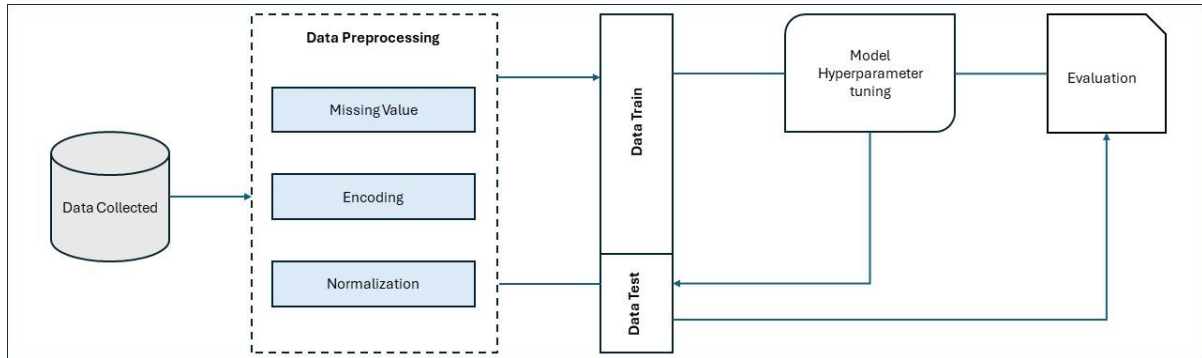 Data Collected
Data Preprocessing
Missing Value
Encoding
Normalization
Data Train
Data Test
Model
Hyperparameter
tuning
Evaluation